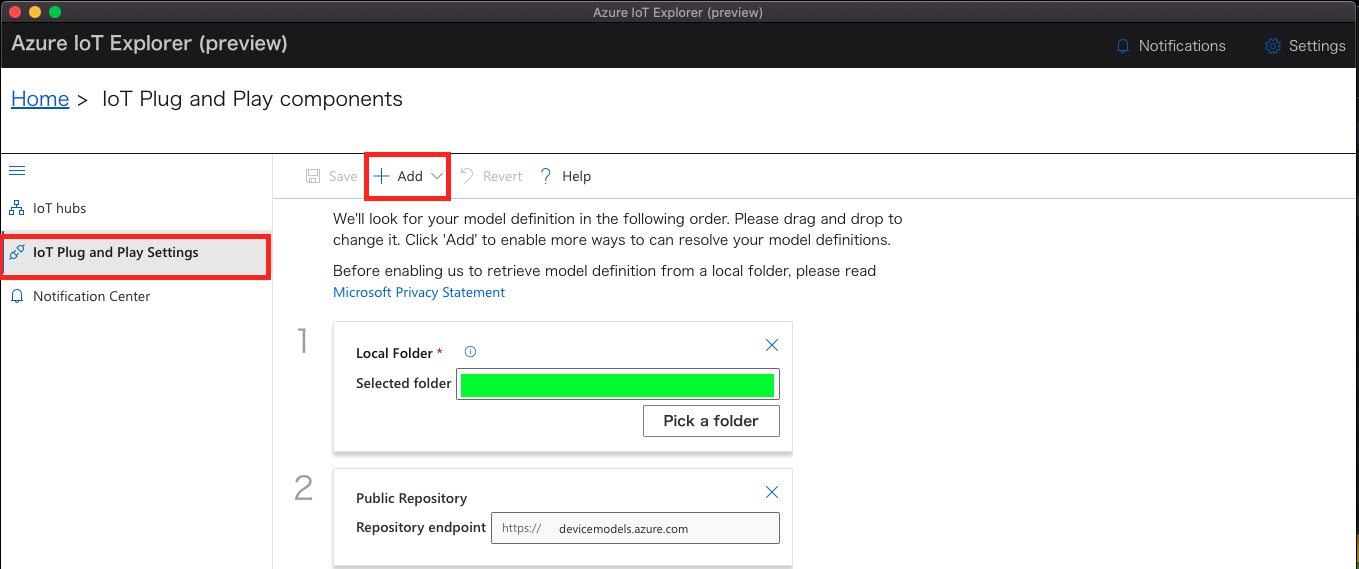 Azure IoT Explorer (preview)
Azure IoT Explorer (preview)
Notifications
Settings
Home > IoT Plug and Play components
Save
Add
Revert
? Help
IoT hubs
IoT Plug and Play Settings
Notification Center
We'll look for your model definition in the following order. Please drag and drop to
change it. Click 'Add' to enable more ways to can resolve your model definitions.
Before enabling us to retrieve model definition from a local folder, please read
Microsoft Privacy Statement
1
Local Folder *
Selected folder
Pick a folder
2
Public Repository
Repository endpoint https:// devicemodels.azure.com